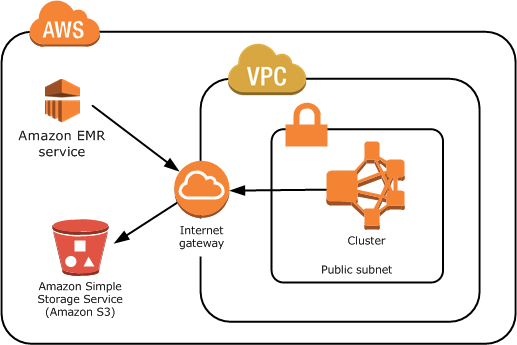 AWS
VPC
Amazon EMR
service
Internet
gateway
Cluster
Public subnet
Amazon Simple
Storage Service
(Amazon S3)